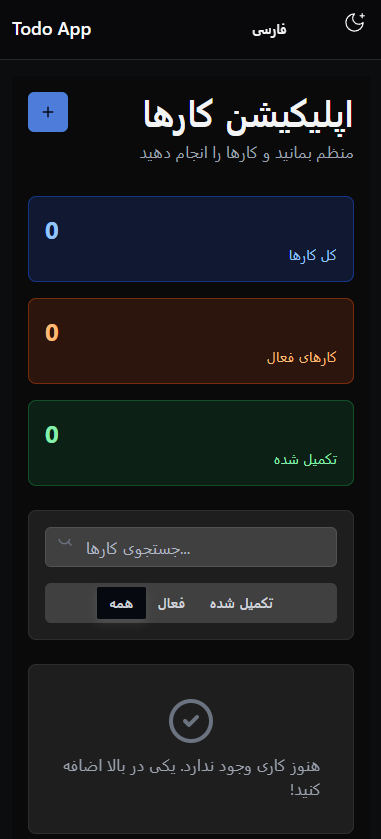 Todo App
فارسی
اپلیکیشن کارها
+
منظم بمانید و کارها را انجام دهید
0
کل کارها
0
کارهای فعال
0
تکمیل شده
جستجوی کارها...
همه فعال تکمیل شده
هنوز کاری وجود ندارد. یکی در بالا اضافه
کنید!